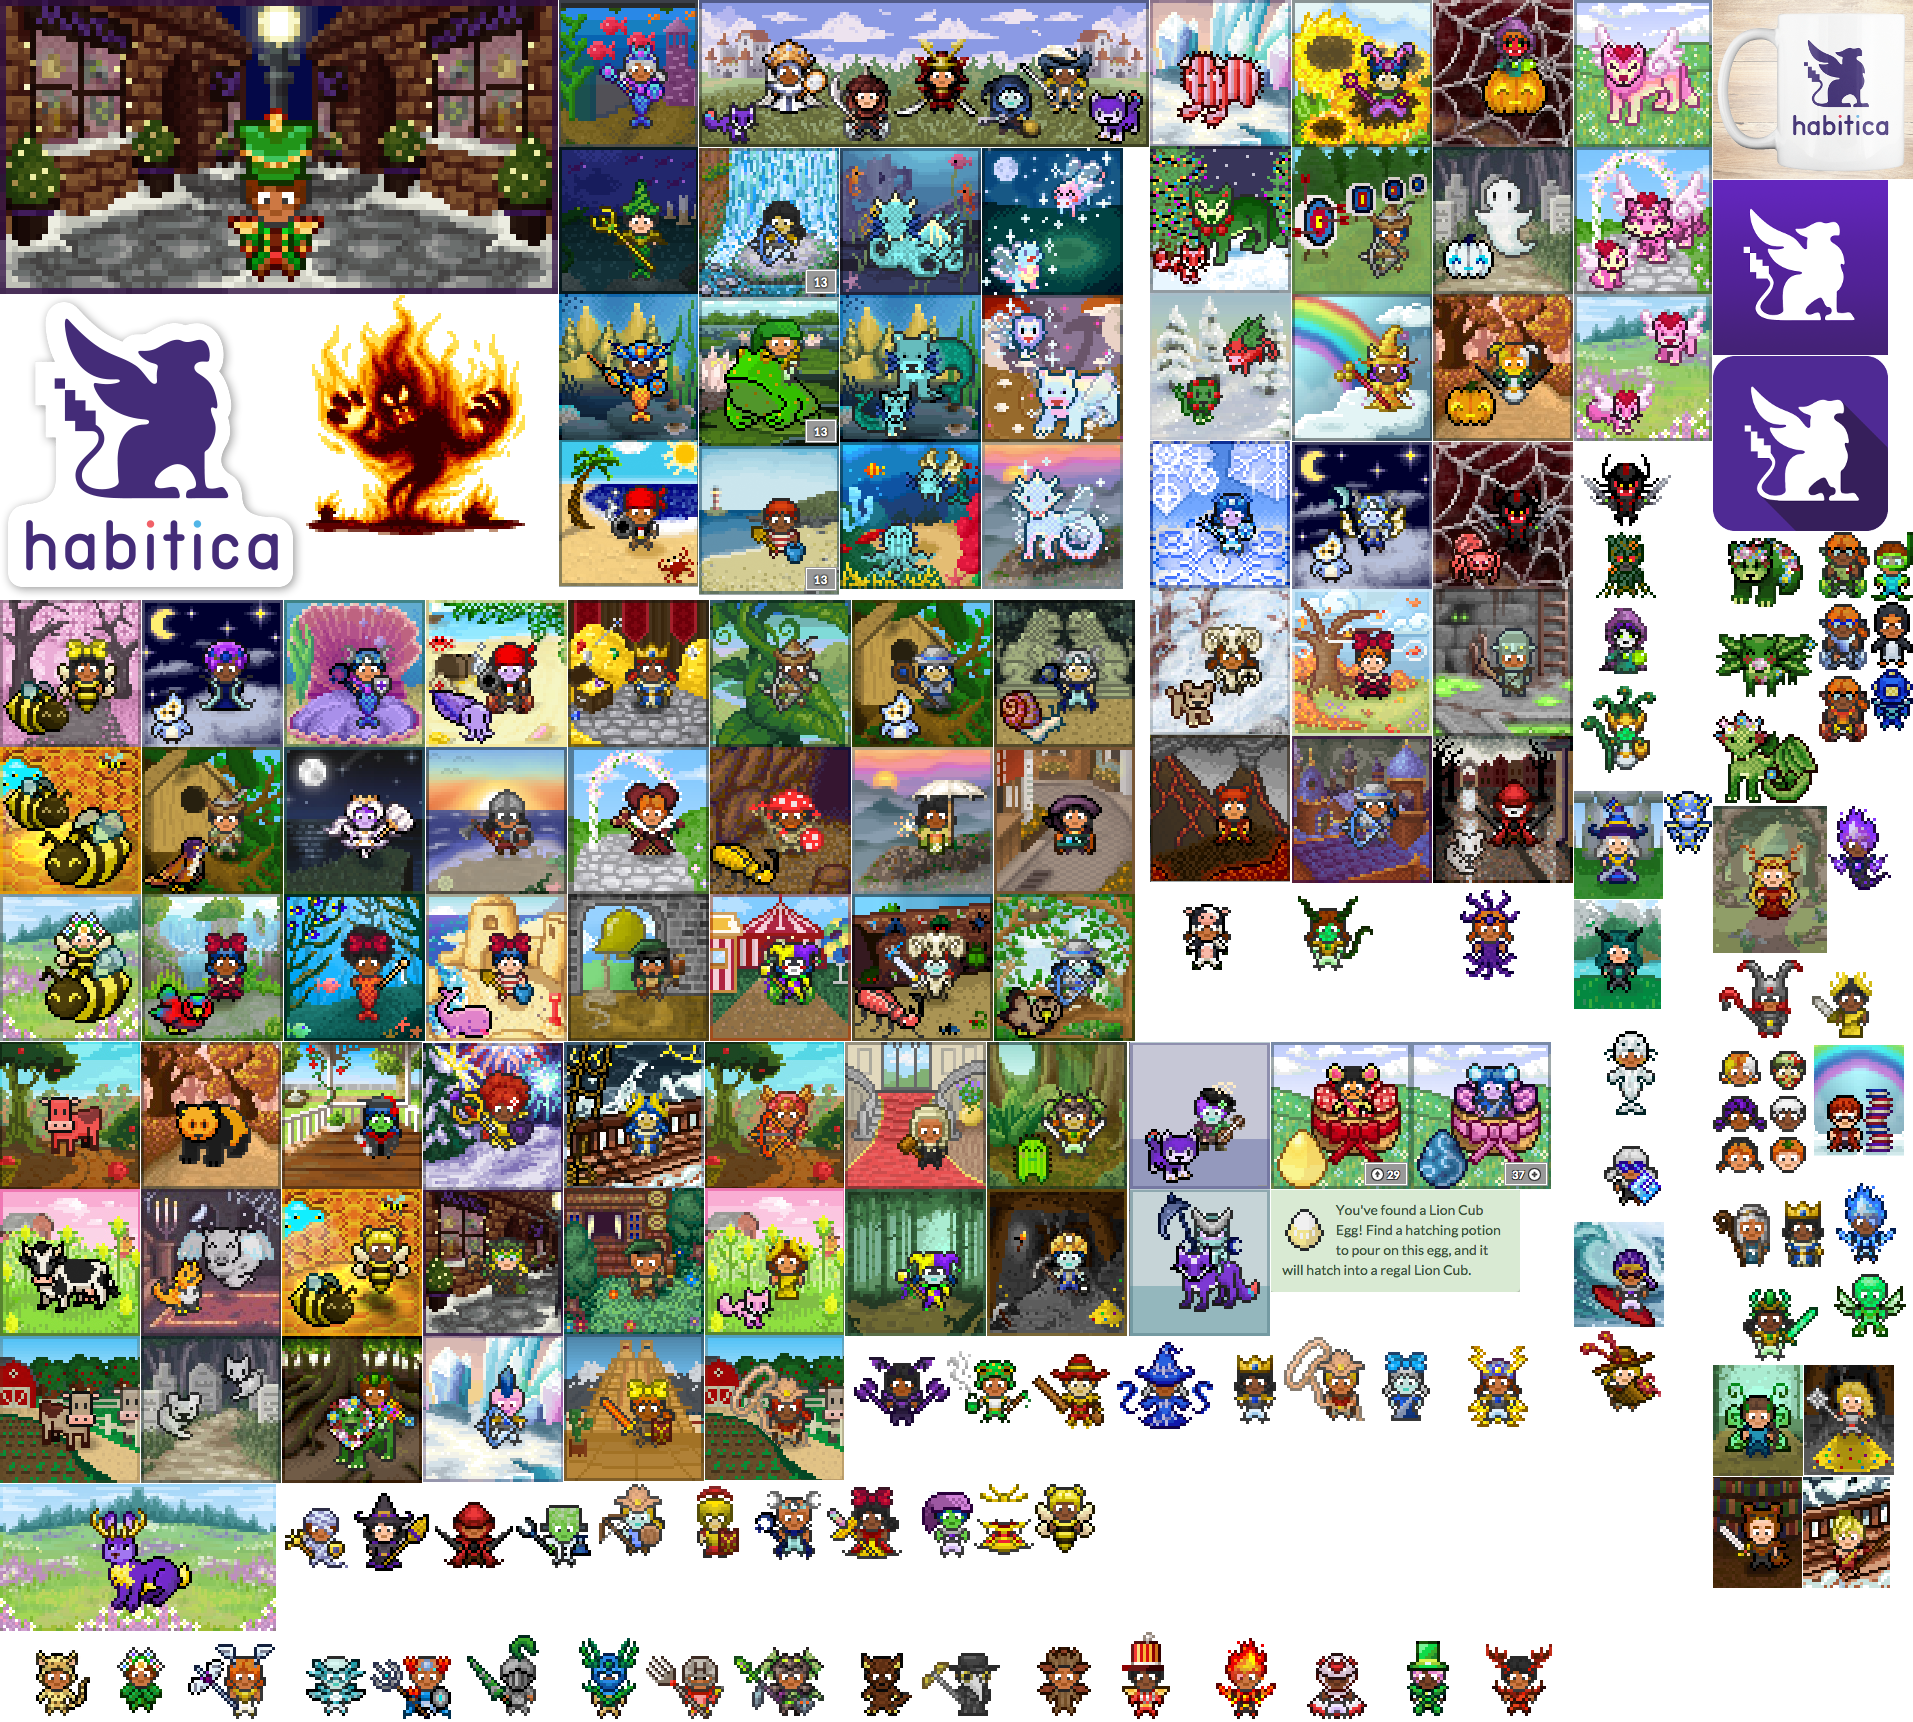 habitica
13
13
13
habitica
29
37
You've found a Lion Cub
Egg! Find a hatching potion
to pour on this egg, and it
will hatch into a regal Lion Cub.